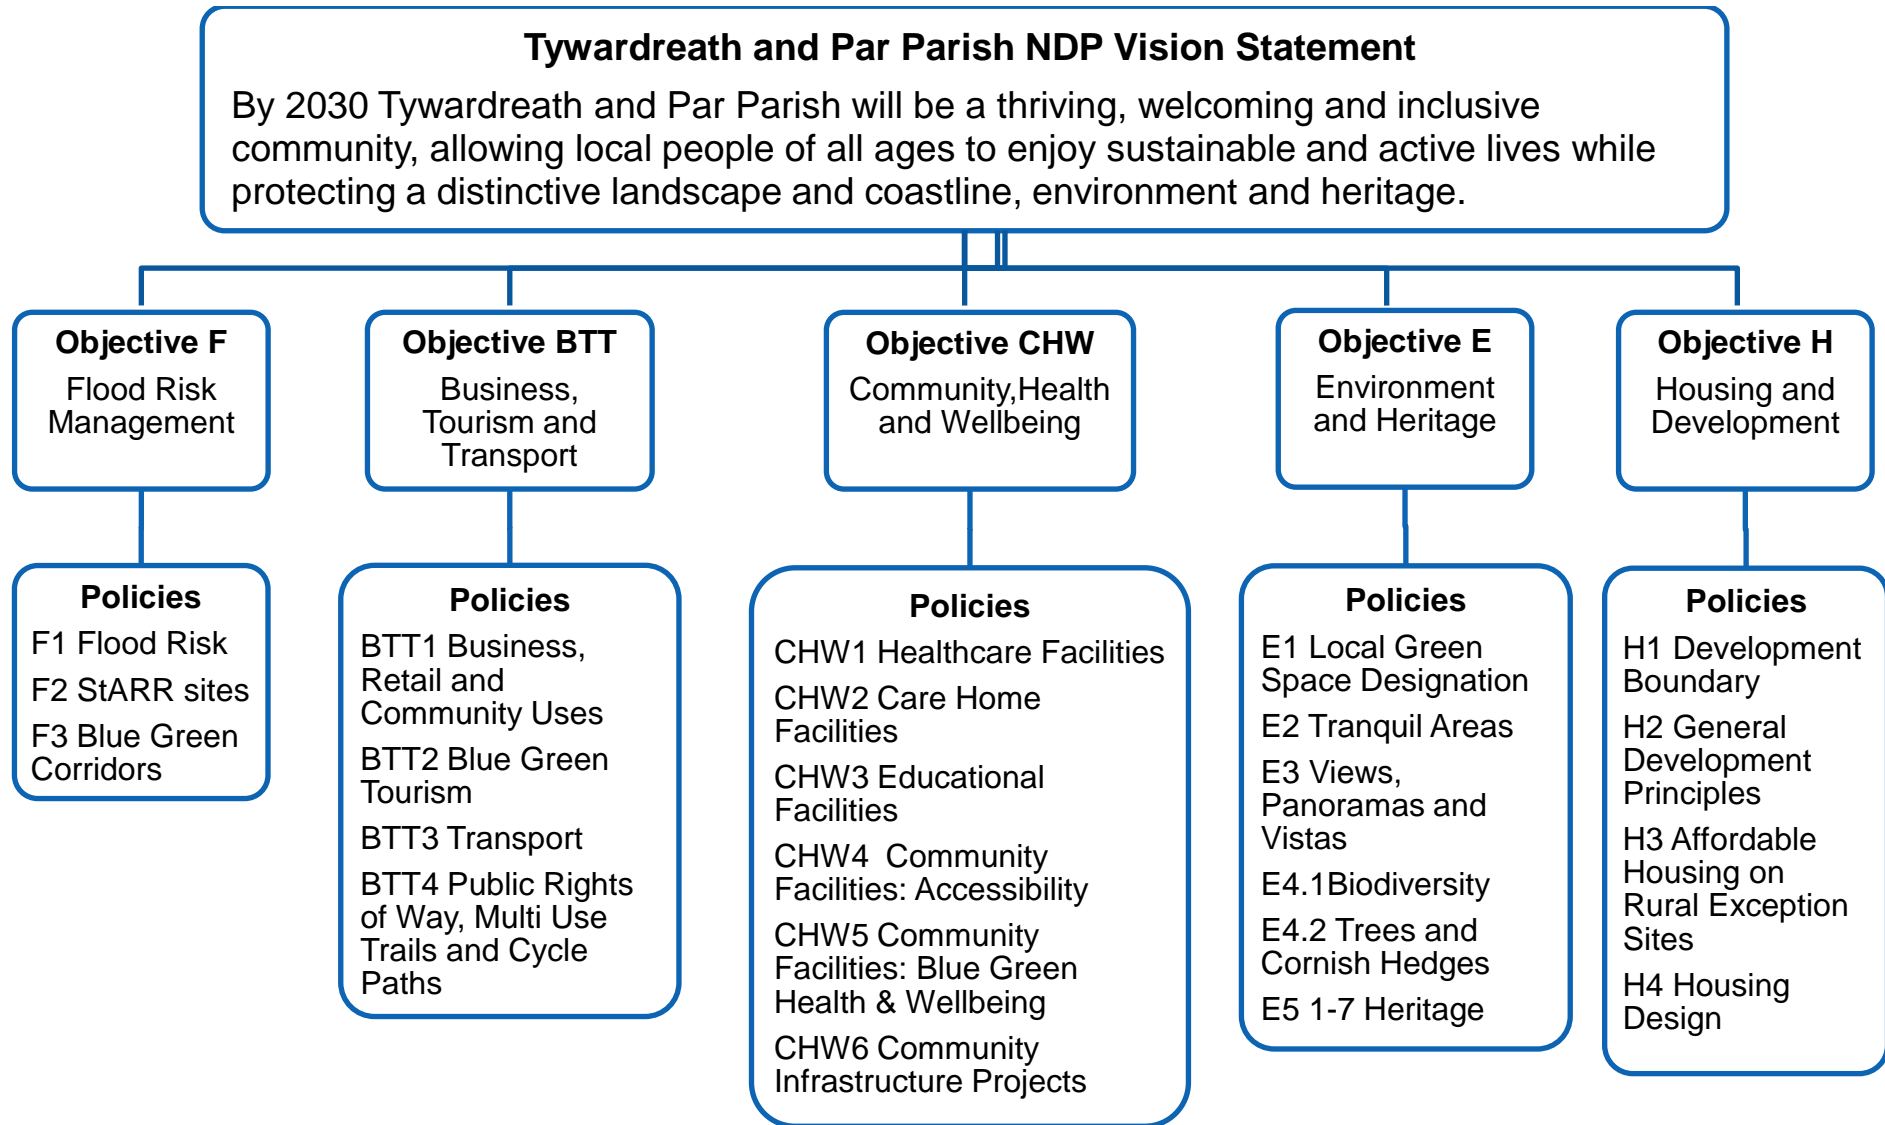 Tywardreath and Par Parish NDP Vision Statement
By 2030 Tywardreath and Par Parish will be a thriving, welcoming and inclusive
community, allowing local people of all ages to enjoy sustainable and active lives while
protecting a distinctive landscape and coastline, environment and heritage.
Objective F
Flood Risk
Management
Objective BTT
Business,
Tourism and
Transport
Objective CHW
Community,Health
and Wellbeing
Objective E
Environment
and Heritage
Objective H
Housing and
Development
Policies
F1 Flood Risk
F2 StARR sites
F3 Blue Green
Corridors
Policies
BTT1 Business,
Retail and
Community Uses
BTT2 Blue Green
Tourism
BTT3 Transport
BTT4 Public Rights
of Way, Multi Use
Trails and Cycle
Paths
Policies
CHW1 Healthcare Facilities
CHW2 Care Home
Facilities
CHW3 Educational
Facilities
CHW4  Community
Facilities: Accessibility
CHW5 Community
Facilities: Blue Green
Health & Wellbeing
CHW6 Community
Infrastructure Projects
Policies
E1 Local Green
Space Designation
E2 Tranquil Areas
E3 Views,
Panoramas and
Vistas
E4.1Biodiversity
E4.2 Trees and
Cornish Hedges
E5 1-7 Heritage
Policies
H1 Development
Boundary
H2 General
Development
Principles
H3 Affordable
Housing on
Rural Exception
Sites
H4 Housing
Design